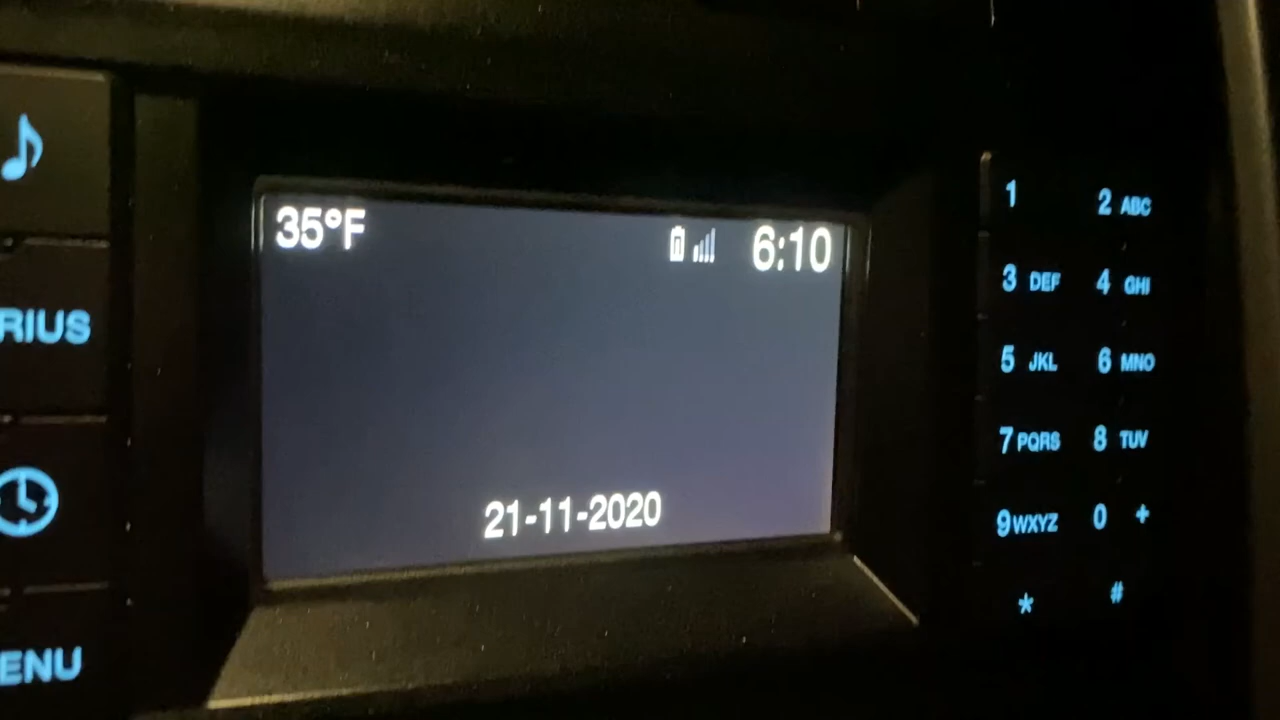 35°F 6:10
21-11-2020
RIUS
ENU
1 2 ABC
3 DEF 4 GHI
5 JKL 6 MNO
7 PQRS 8 TUV
9 WXYZ 0 +
* #